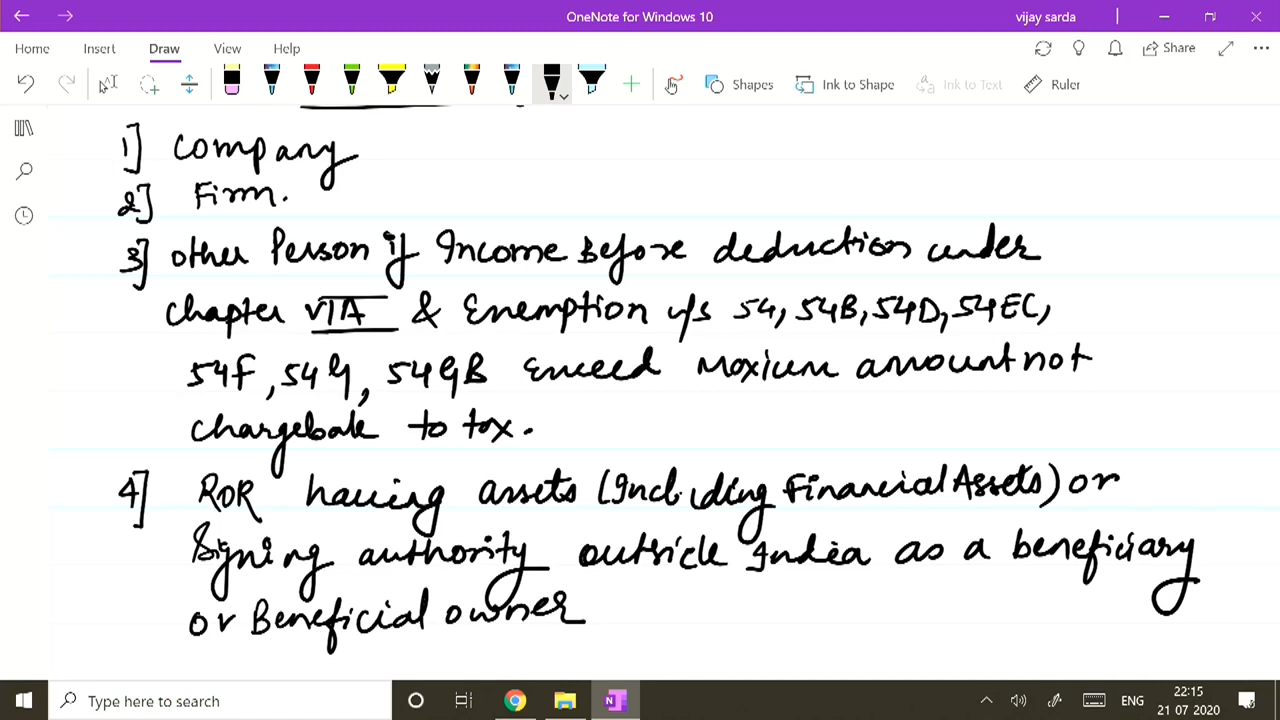 OneNote for Windows 10
vijay sarda
Home Insert Draw View Help
Share
Shapes Ink to Shape Ink to Text Ruler
1] Company
2] Firm.
3] other Person if Income Before deduction under
chapter VIA & Exemption u/s 54, 54B, 54D, 54EC,
54F, 54G, 54GB Exceed Moxium amount not
chargebale to tax.
4] ROR having assets (Including Financial Assets) or
Signing authority outside India as a beneficiary
or Beneficial owner
Type here to search
ENG
22:15
21 07 2020